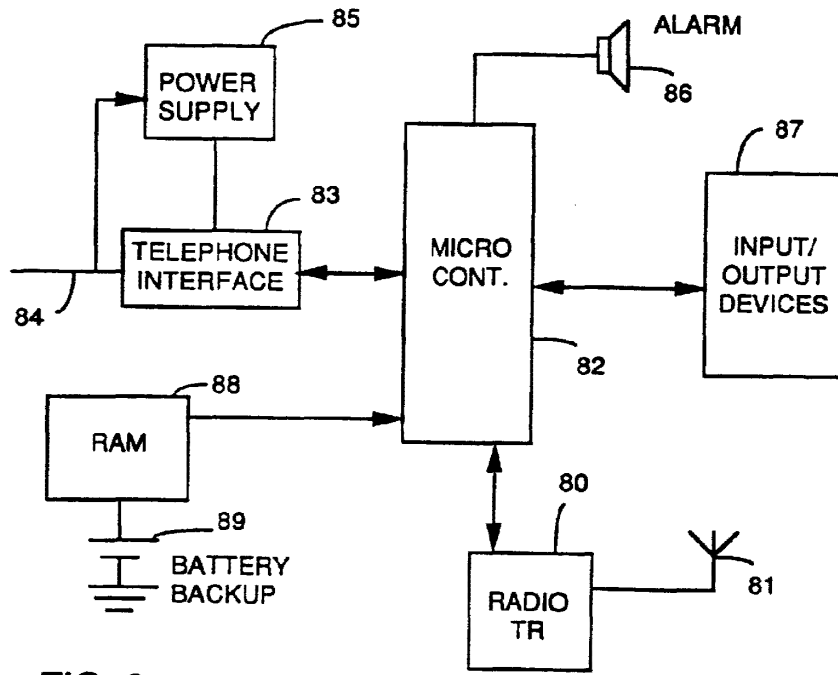 85
ALARM
POWER
SUPPLY
86
87
83
TELEPHONE
INTERFACE
MICRO
CONT.
INPUT/
OUTPUT
DEVICES
84
82
88
RAM
80
89
BATTERY
BACKUP
RADIO
TR
81